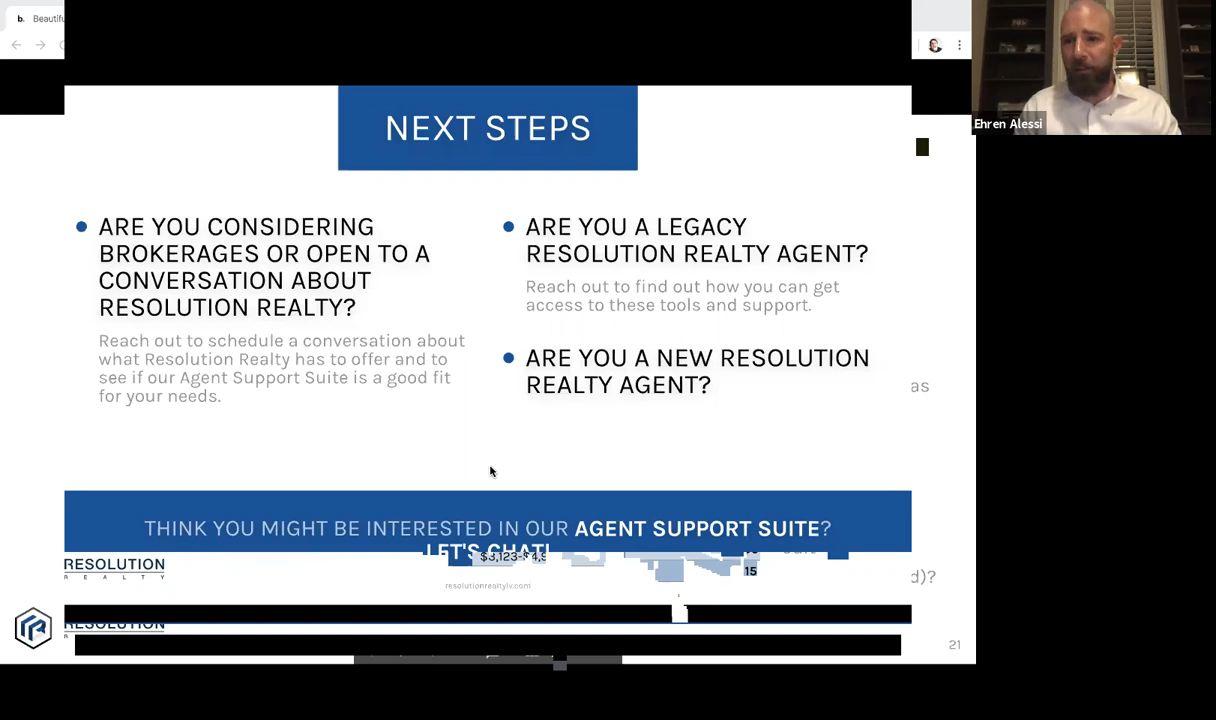 b. Beautifu
Ehren Alessi
NEXT STEPS
ARE YOU CONSIDERING
BROKERAGES OR OPEN TO A
CONVERSATION ABOUT
RESOLUTION REALTY?
Reach out to schedule a conversation about
what Resolution Realty has to offer and to
see if our Agent Support Suite is a good fit
for your needs.
ARE YOU A LEGACY
RESOLUTION REALTY AGENT?
Reach out to find out how you can get
access to these tools and support.
ARE YOU A NEW RESOLUTION
REALTY AGENT?
as
THINK YOU MIGHT BE INTERESTED IN OUR AGENT SUPPORT SUITE?
LET'S CHAT!
RESOLUTION
REALTY
resolutionrealtylv.com
15
d)?
RESOLUTION
21